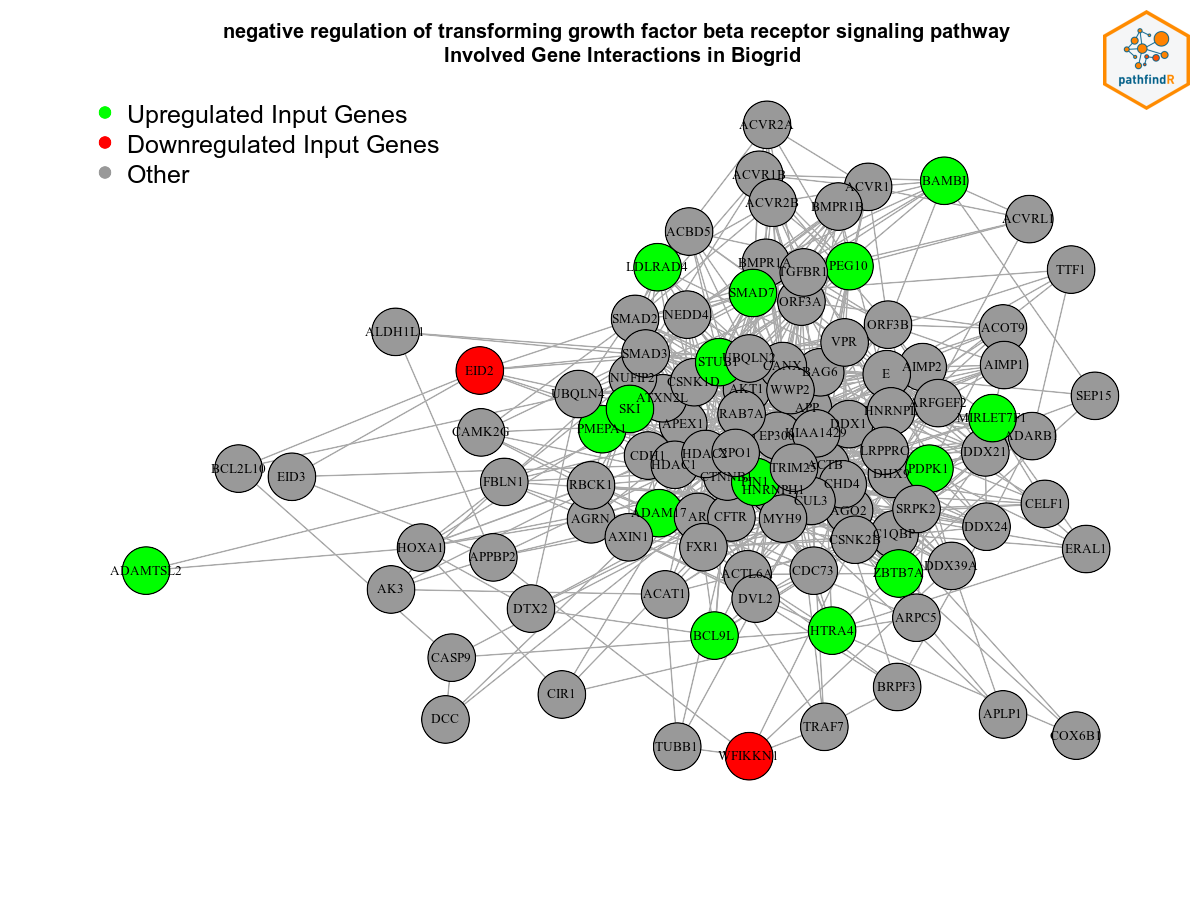 negative regulation of transforming growth factor beta receptor signaling pathway
Involved Gene Interactions in Biogrid
pathfindR
Upregulated Input Genes
Downregulated Input Genes
Other
ACVR2A
ACVR1B
ACVR1
BAMBI
ACVR2B
BMPR1B
ACVRL1
ACBD5
LDLRAD4
BMPR1A
TGFBR1
PEG10
TTF1
SMAD7
ORF3A
SMAD2
NEDD4
ORF3B
ACOT9
ALDH1L1
VPR
SMAD3
STUB1
UBQLN2
CANX
BAG6
E
AIMP2
AIMP1
EID2
NUFIP2
CSNK1D
AKT1
WWP2
UBQLN4
ATXN2L
SKI
RAB7A
APP
HNRNPL
ARFGEF2
SEP15
MIRLET7F1
PMEPA1
APEX1
EP300
KIAA1429
DDX1
ADARB1
CAMK2G
CDH1
HDAC1
HDAC2
XPO1
LRPPRC
DDX21
BCL2L10
EID3
FBLN1
RBCK1
CTNNB1
TRIM25
ACTB
DHX9
PDPK1
HNRNPH1
CHD4
CUL3
AGO2
SRPK2
CELF1
AGRN
ADAM17
AR
CFTR
MYH9
DDX24
AXIN1
FXR1
CSNK2B
C1QBP
ERAL1
HOXA1
APPBP2
ADAMTSL2
ACTL6A
CDC73
ZBTB7A
DDX39A
AK3
ACAT1
DVL2
DTX2
ARPC5
BCL9L
HTRA4
CASP9
CIR1
BRPF3
DCC
APLP1
TRAF7
COX6B1
TUBB1
WFIKKN1